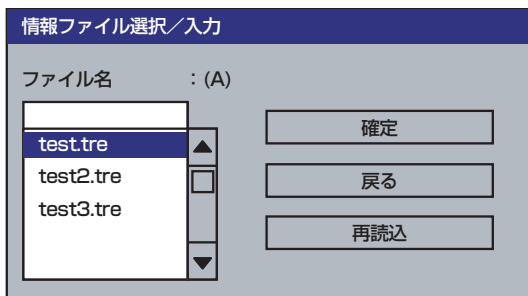 情報ファイル選択／入力
ファイル名　　：(A)
test.tre
test2.tre
test3.tre
確定
戻る
再読込